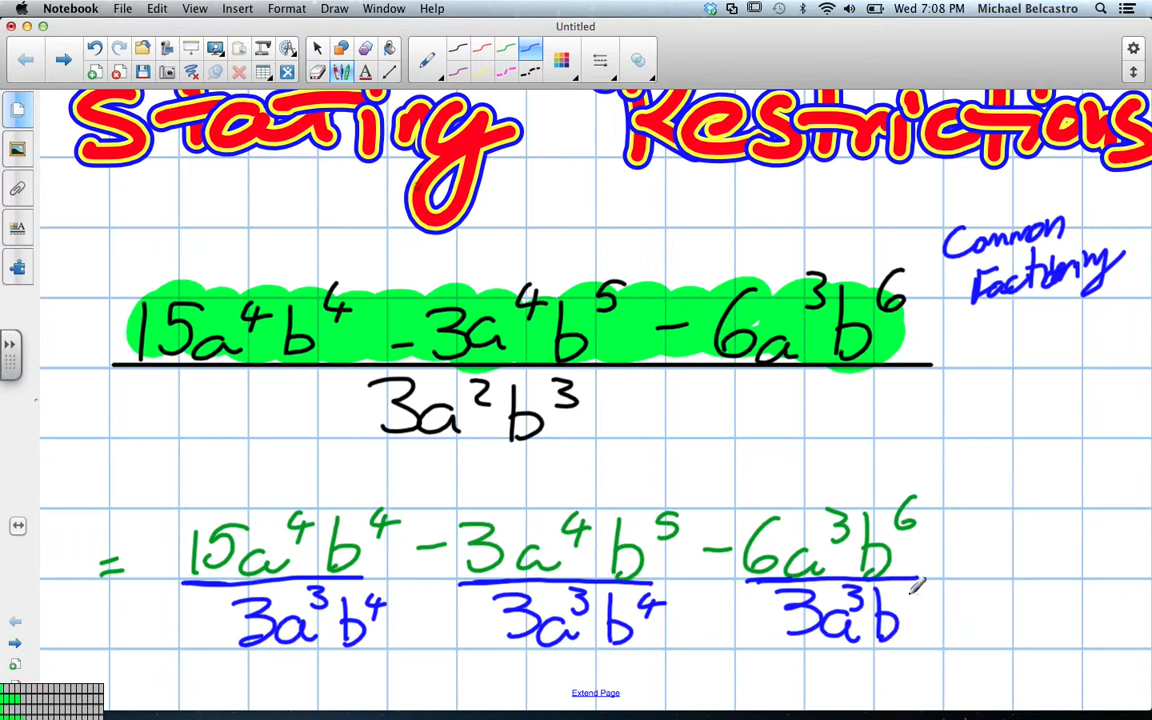 Notebook File Edit View Insert Format Draw Window Help Wed 7:08 PM Michael Belcastro
Untitled
Stating Restrictions
Common
Factoring
15a⁴b⁴ - 3a⁴b⁵ - 6a³b⁶
3a²b³
= 15a⁴b⁴ - 3a⁴b⁵ - 6a³b⁶
3a³b⁴ 3a³b⁴ 3a³b
Extend Page